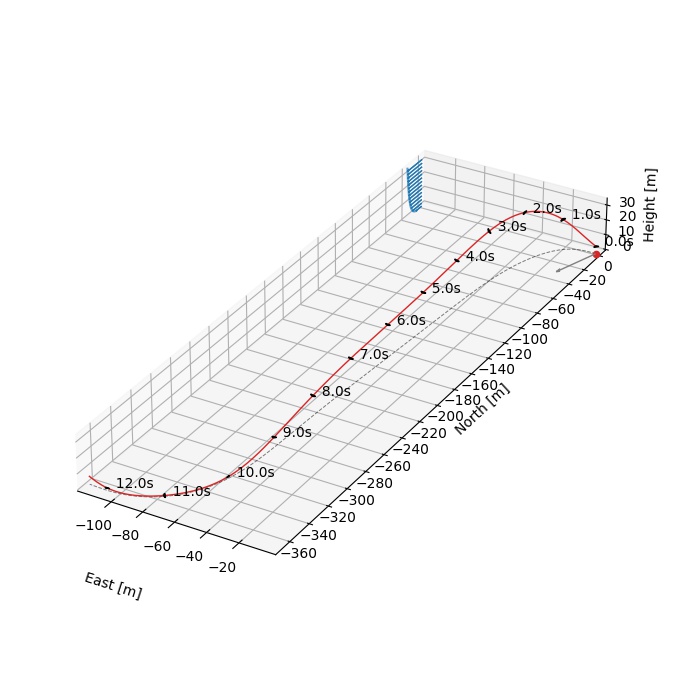 30
20
10
0
Height [m]
0.0s
1.0s
2.0s
3.0s
4.0s
5.0s
6.0s
7.0s
8.0s
9.0s
10.0s
11.0s
12.0s
0
−20
−40
−60
−80
−100
−120
−140
−160
−180
−200
−220
−240
−260
−280
−300
−320
−340
−360
North [m]
−100
−80
−60
−40
−20
East [m]